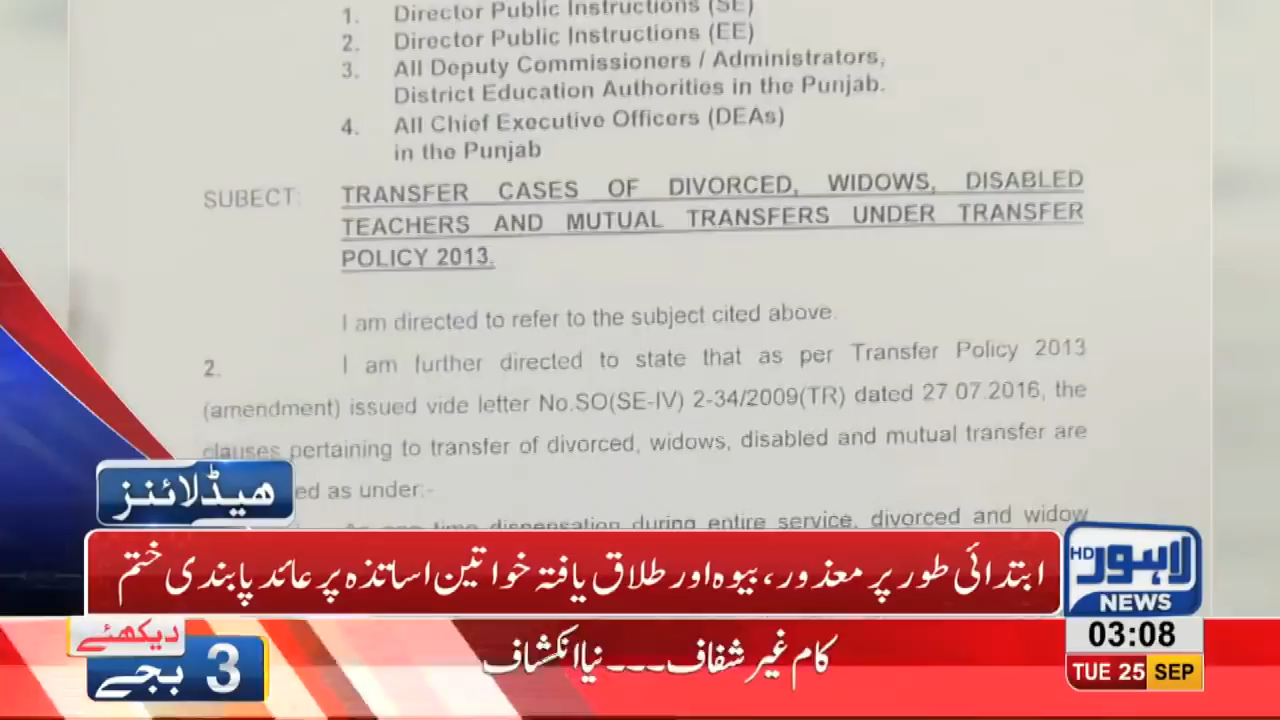 1. Director Public Instructions (SE)
2. Director Public Instructions (EE)
3. All Deputy Commissioners / Administrators,
District Education Authorities in the Punjab.
4. All Chief Executive Officers (DEAs)
in the Punjab
SUBECT: TRANSFER CASES OF DIVORCED, WIDOWS, DISABLED
TEACHERS AND MUTUAL TRANSFERS UNDER TRANSFER
POLICY 2013.
I am directed to refer to the subject cited above.
2. I am further directed to state that as per Transfer Policy 2013
(amendment) issued vide letter No.SO(SE-IV) 2-34/2009(TR) dated 27.07.2016, the
clauses pertaining to transfer of divorced, widows, disabled and mutual transfer are
ed as under:-
dispensation during entire service, divorced and widow
ھیڈلائنز
ابتدائی طور پر معذور، بیوہ اور طلاق یافتہ خواتین اساتذہ پر عائد پابندی ختم
لاہور HD
NEWS
دیکھئے
3 بجے
کام غیر شفاف۔۔۔نیا انکشاف
03:08
TUE 25 SEP